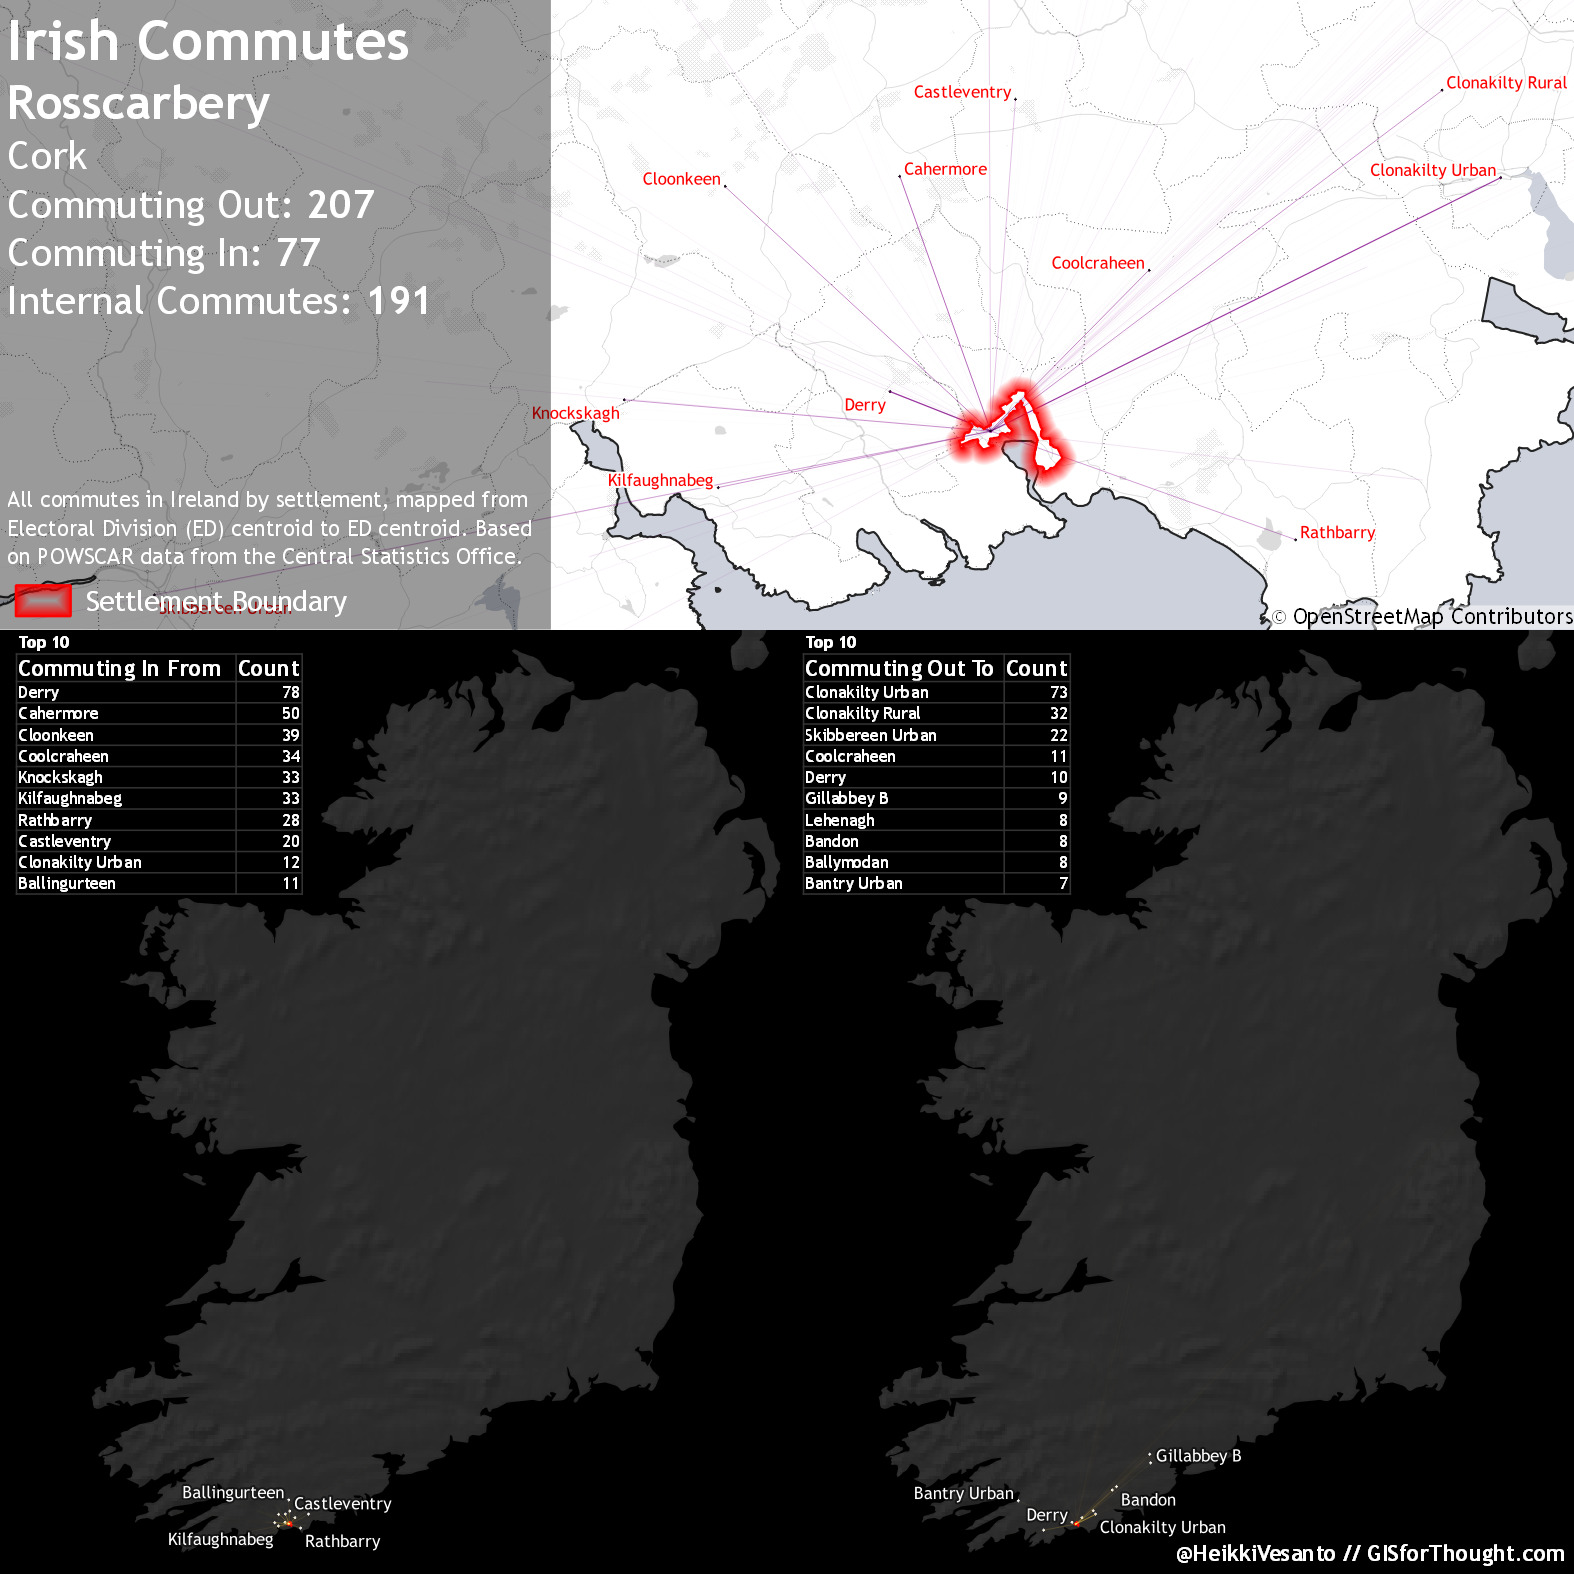 Irish Commutes
Rosscarbery
Cork
Commuting Out: 207
Commuting In: 77
Internal Commutes: 191
All commutes in Ireland by settlement, mapped from
Electoral Division (ED) centroid to ED centroid. Based
on POWSCAR data from the Central Statistics Office.
Settlement Boundary
Skibbereen Urban
Castleventry
Clonakilty Rural
Cloonkeen
Cahermore
Clonakilty Urban
Coolcraheen
Knockskagh
Derry
Kilfaughnabeg
Rathbarry
© OpenStreetMap Contributors
Top 10
Commuting In From Count
Derry 78
Cahermore 50
Cloonkeen 39
Coolcraheen 34
Knockskagh 33
Kilfaughnabeg 33
Rathbarry 28
Castleventry 20
Clonakilty Urban 12
Ballingurteen 11
Top 10
Commuting Out To Count
Clonakilty Urban 73
Clonakilty Rural 32
Skibbereen Urban 22
Coolcraheen 11
Derry 10
Gillabbey B 9
Lehenagh 8
Bandon 8
Ballymodan 8
Bantry Urban 7
Ballingurteen
Castleventry
Kilfaughnabeg
Rathbarry
Gillabbey B
Bantry Urban
Bandon
Derry
Clonakilty Urban
@HeikkiVesanto // GISforThought.com